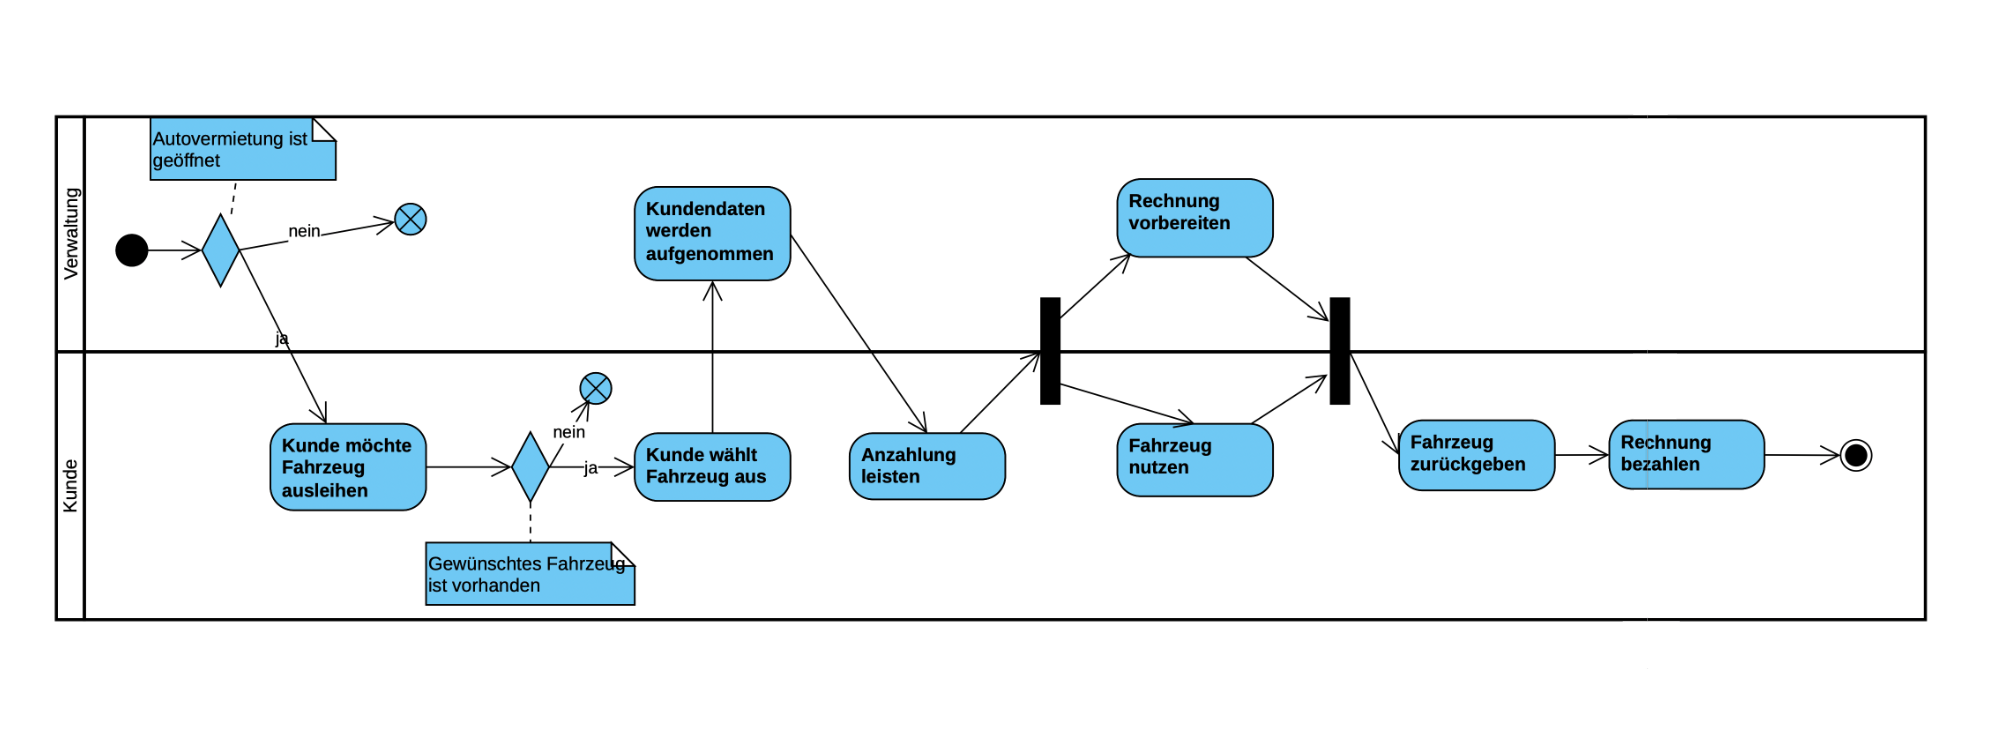 Verwaltung
Autovermietung ist
geöffnet
nein
ja
Kundendaten
werden
aufgenommen
Rechnung
vorbereiten
Kunde
Kunde möchte
Fahrzeug
ausleihen
nein
ja
Gewünschtes Fahrzeug
ist vorhanden
Kunde wählt
Fahrzeug aus
Anzahlung
leisten
Fahrzeug
nutzen
Fahrzeug
zurückgeben
Rechnung
bezahlen